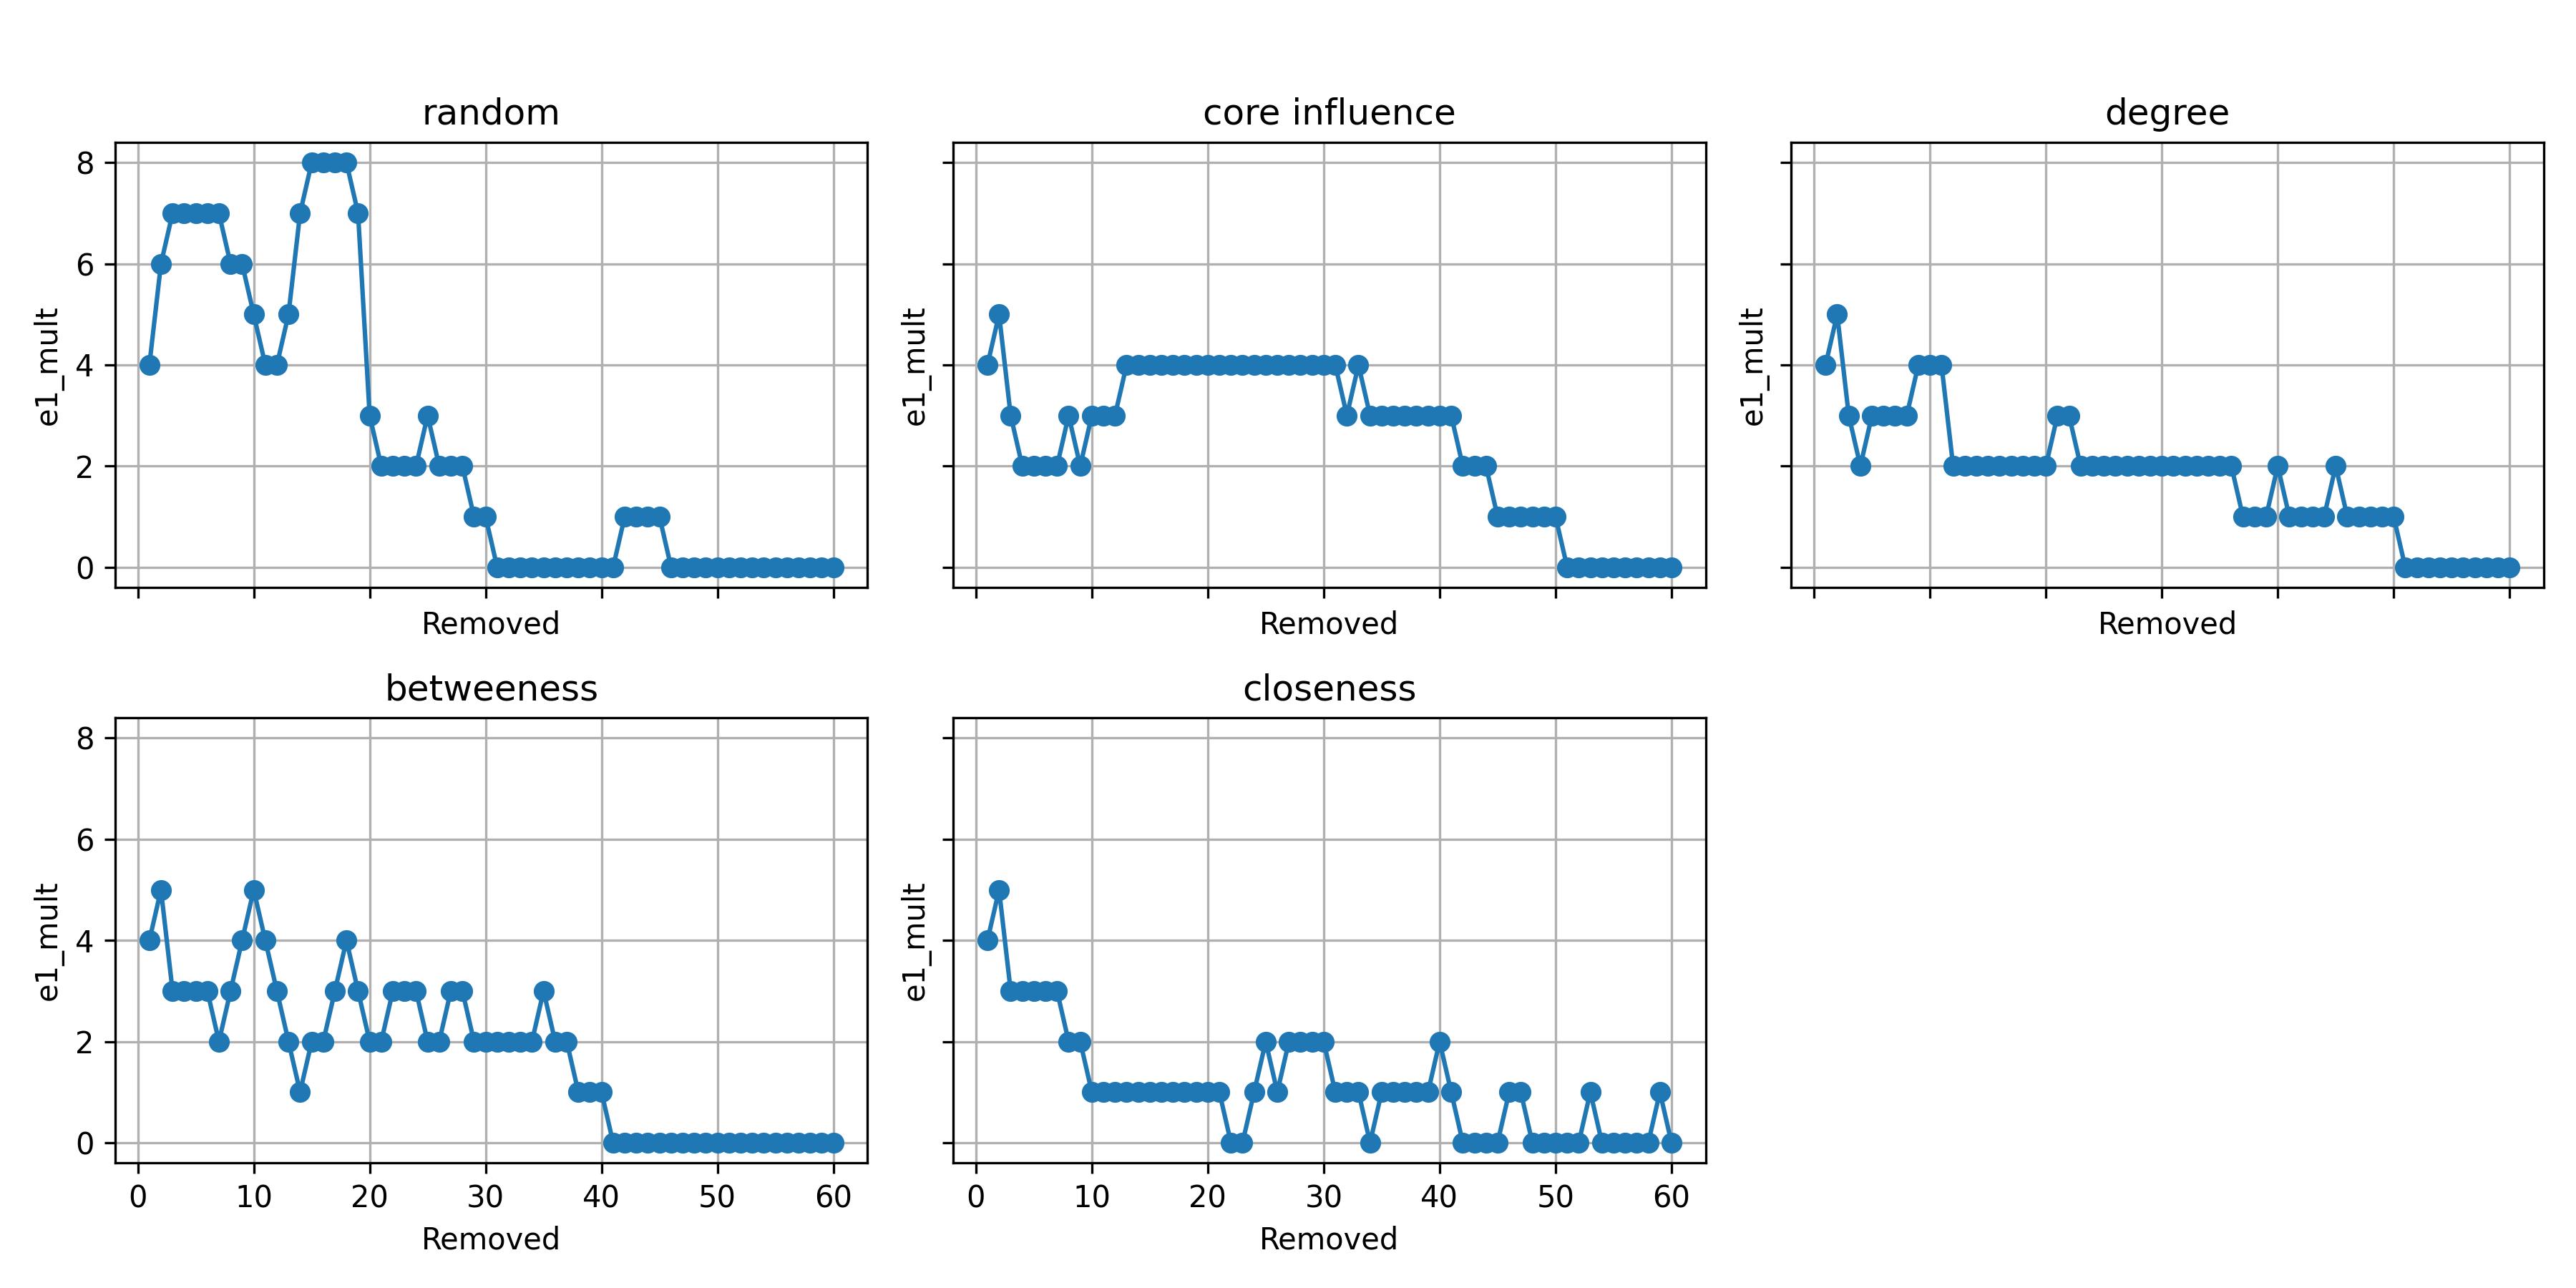 random
8
6
4
2
0
e1_mult
Removed
core influence
e1_mult
Removed
degree
e1_mult
Removed
betweeness
8
6
4
2
0
e1_mult
0 10 20 30 40 50 60
Removed
closeness
e1_mult
0 10 20 30 40 50 60
Removed